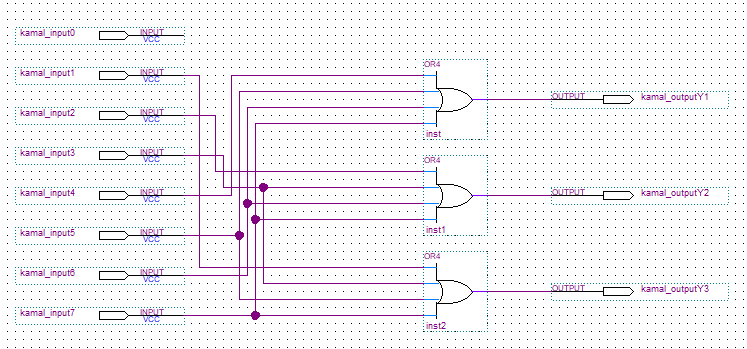 kamal_input0 INPUT
VCC
kamal_input1 INPUT
VCC
kamal_input2 INPUT
VCC
kamal_input3 INPUT
VCC
kamal_input4 INPUT
VCC
kamal_input5 INPUT
VCC
kamal_input6 INPUT
VCC
kamal_input7 INPUT
VCC
OR4
inst
OUTPUT kamal_outputY1
OR4
inst1
OUTPUT kamal_outputY2
OR4
inst2
OUTPUT kamal_outputY3